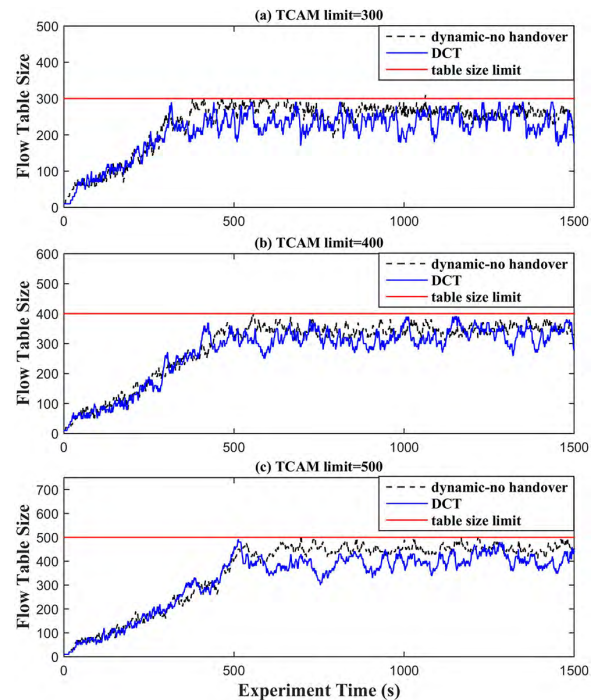 (a) TCAM limit=300
500
400
300
200
100
0
0
500
1000
1500
Flow Table Size
dynamic-no handover
DCT
table size limit
(b) TCAM limit=400
600
500
400
300
200
100
0
0
500
1000
1500
Flow Table Size
dynamic-no handover
DCT
table size limit
(c) TCAM limit=500
700
600
500
400
300
200
100
0
0
500
1000
1500
Flow Table Size
dynamic-no handover
DCT
table size limit
Experiment Time (s)